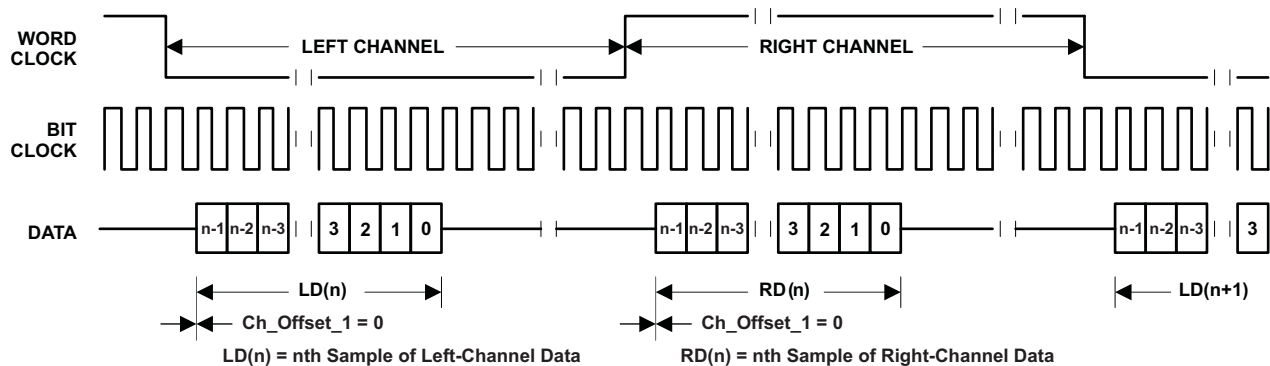 WORD
CLOCK
LEFT CHANNEL
RIGHT CHANNEL
BIT
CLOCK
DATA
n-1 n-2 n-3 3 2 1 0 n-1 n-2 n-3 3 2 1 0 n-1 n-2 n-3 3
LD(n) RD(n) LD(n+1)
Ch_Offset_1 = 0 Ch_Offset_1 = 0
LD(n) = nth Sample of Left-Channel Data RD(n) = nth Sample of Right-Channel Data